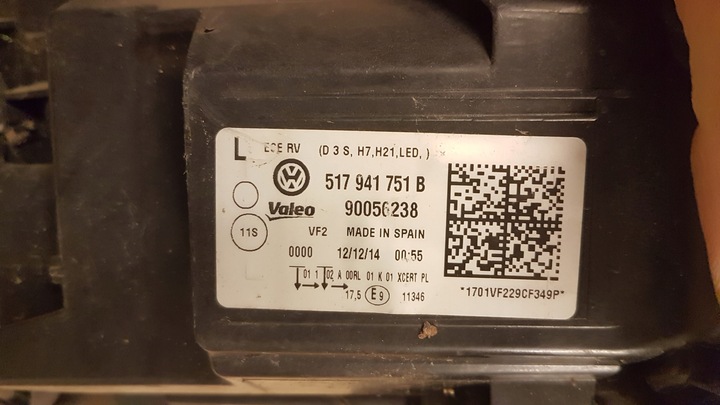 L ECE RV (D 3 S, H7,H21,LED, )
517 941 751 B
Valeo 90056238
11S VF2 MADE IN SPAIN
0000 12/12/14 00:55
01 1 02 A 00RL 01 K 01 XCERT PL
17,5 E9 11346
*1701VF229CF349P*